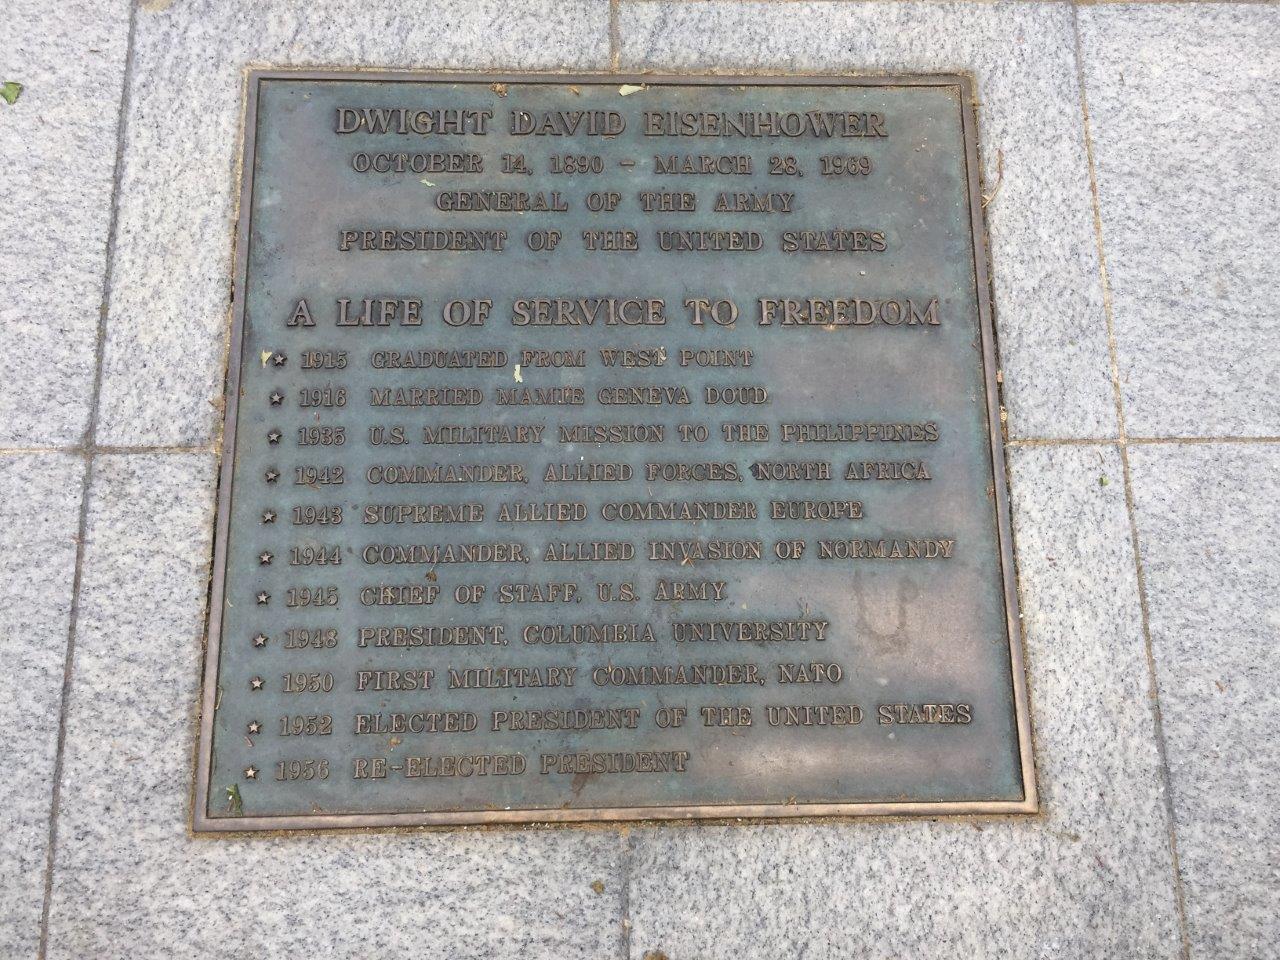 DWIGHT DAVID EISENHOWER
OCTOBER 14, 1890 – MARCH 28, 1969
GENERAL OF THE ARMY
PRESIDENT OF THE UNITED STATES
A LIFE OF SERVICE TO FREEDOM
★ 1915 GRADUATED FROM WEST POINT
★ 1916 MARRIED MAMIE GENEVA DOUD
★ 1935 U.S. MILITARY MISSION TO THE PHILIPPINES
★ 1942 COMMANDER, ALLIED FORCES, NORTH AFRICA
★ 1943 SUPREME ALLIED COMMANDER EUROPE
★ 1944 COMMANDER, ALLIED INVASION OF NORMANDY
★ 1945 CHIEF OF STAFF, U.S. ARMY
★ 1948 PRESIDENT, COLUMBIA UNIVERSITY
★ 1950 FIRST MILITARY COMMANDER, NATO
★ 1952 ELECTED PRESIDENT OF THE UNITED STATES
★ 1956 RE-ELECTED PRESIDENT